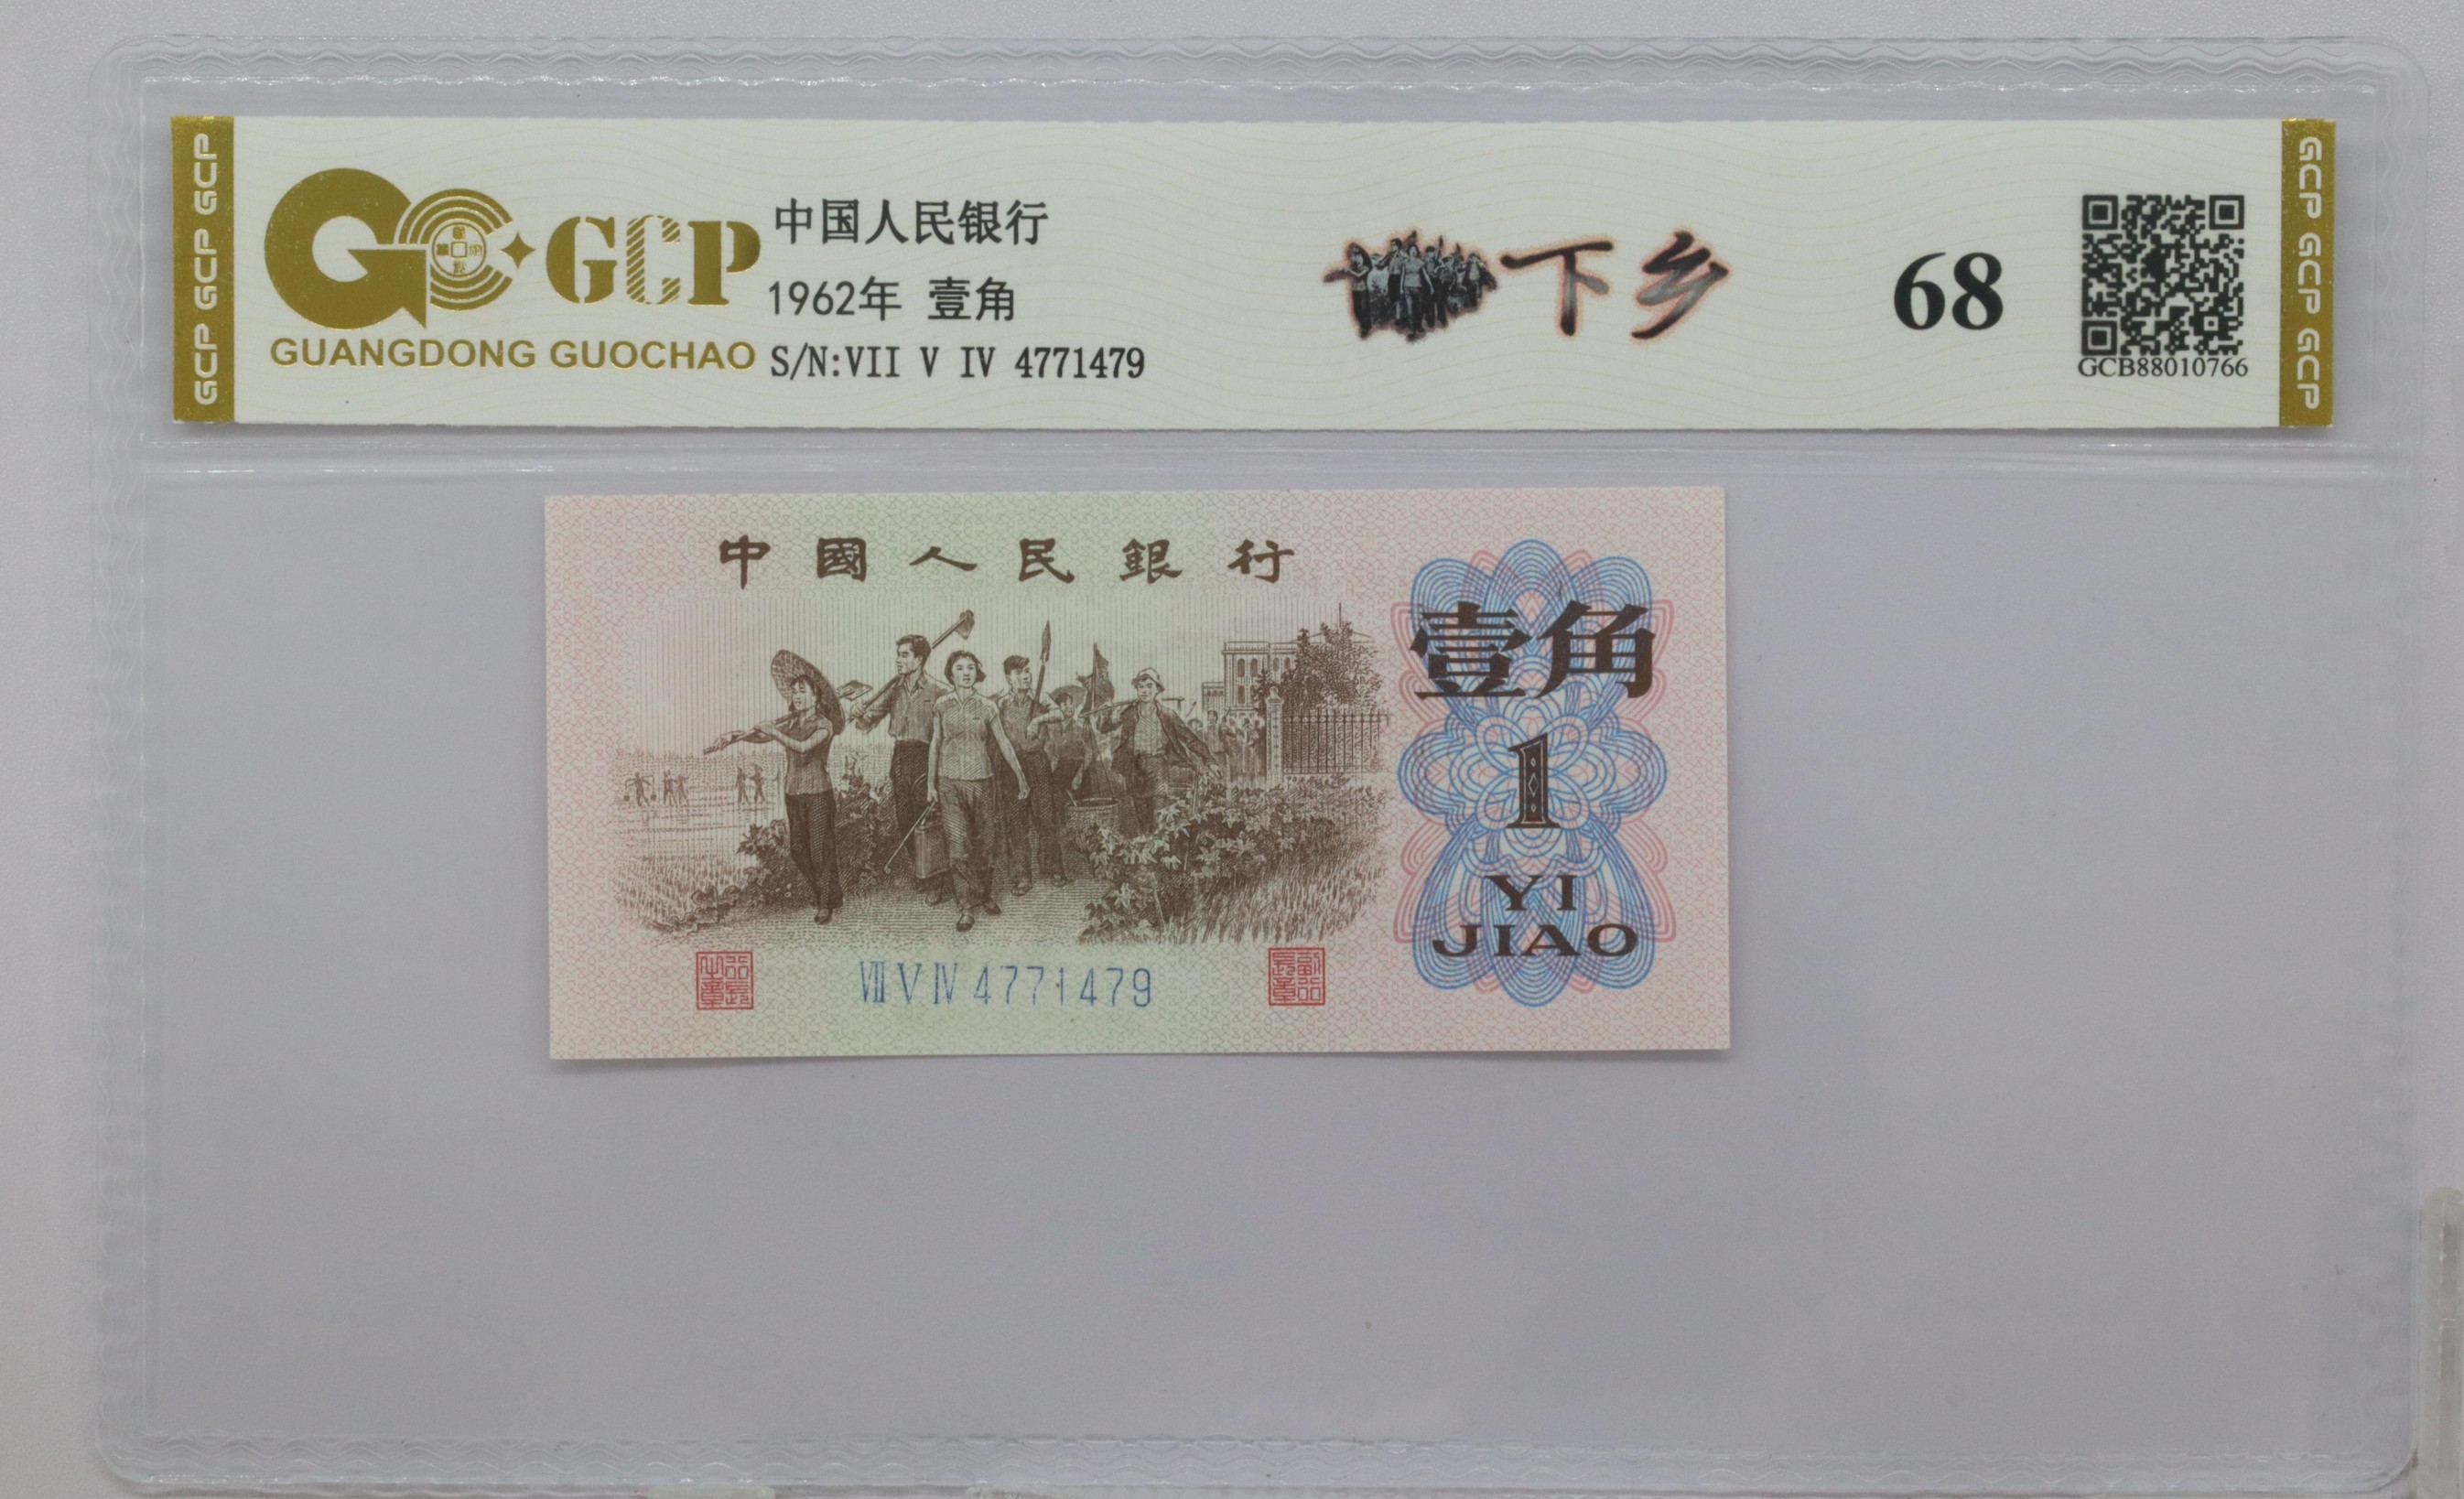 GCP GCP GCP
GCP
GUANGDONG GUOCHAO
中国人民银行
1962年 壹角
S/N:VII V IV 4771479
下乡
68
GCB88010766
GCP GCP GCP
中國人民銀行
壹角
1
YI
JIAO
VIII V IV 4771479